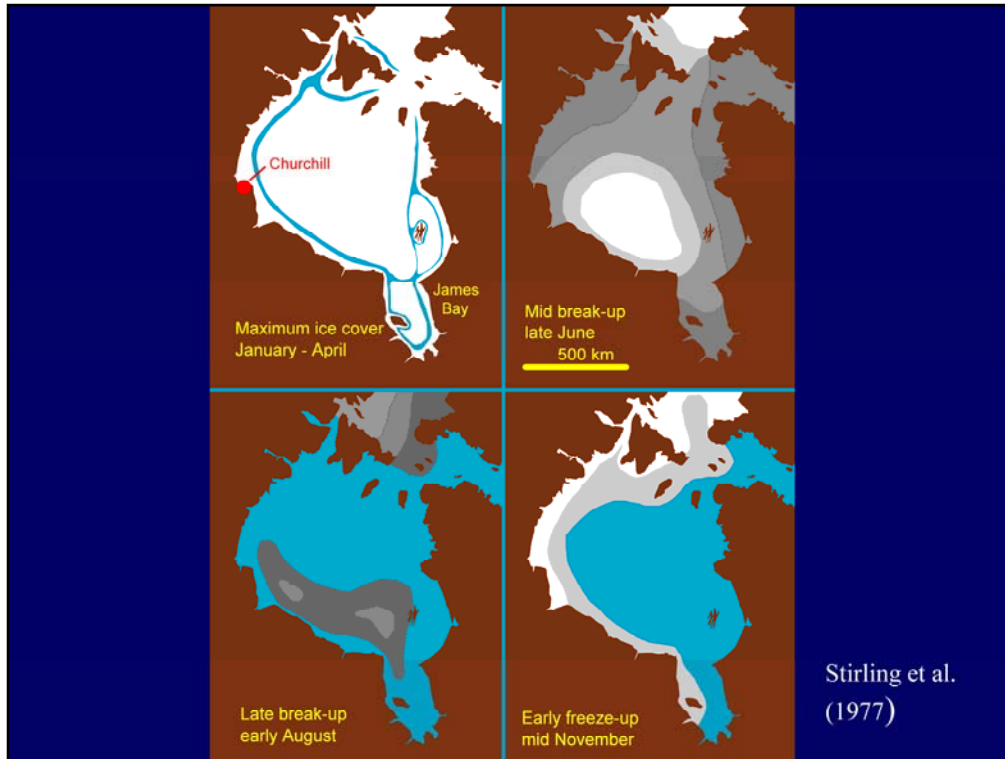 Churchill
James
Bay
Maximum ice cover
January - April
Mid break-up
late June
500 km
Late break-up
early August
Early freeze-up
mid November
Stirling et al.
(1977)